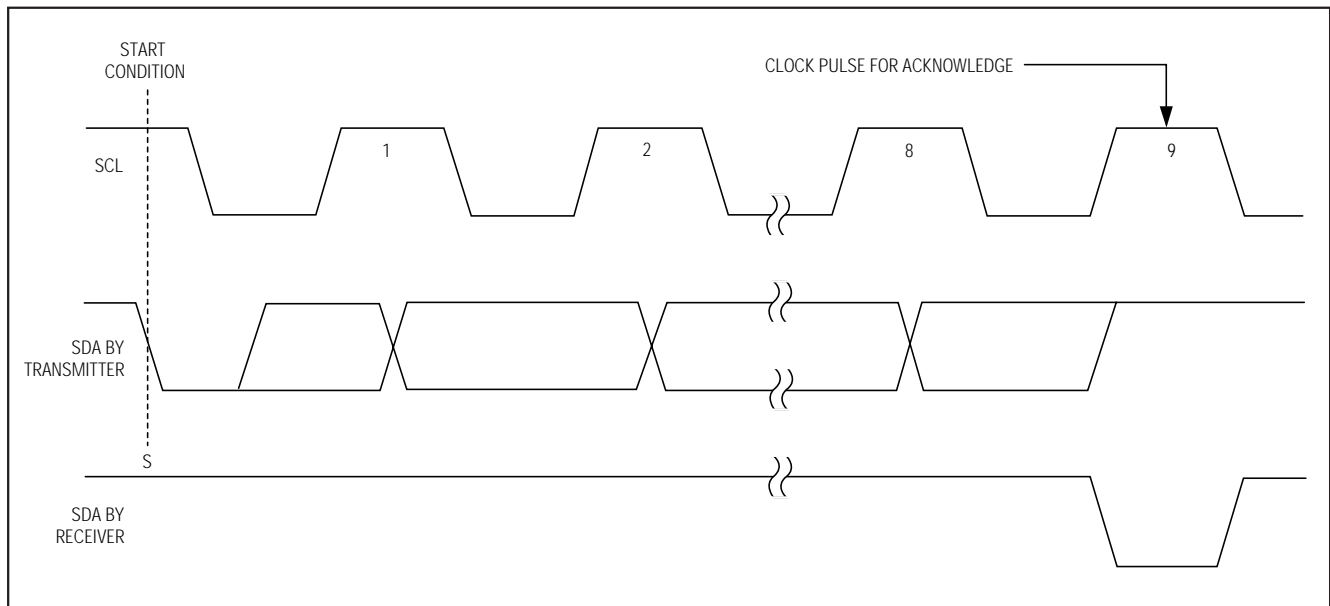 START
CONDITION
CLOCK PULSE FOR ACKNOWLEDGE
SCL
1
2
8
9
SDA BY
TRANSMITTER
S
SDA BY
RECEIVER